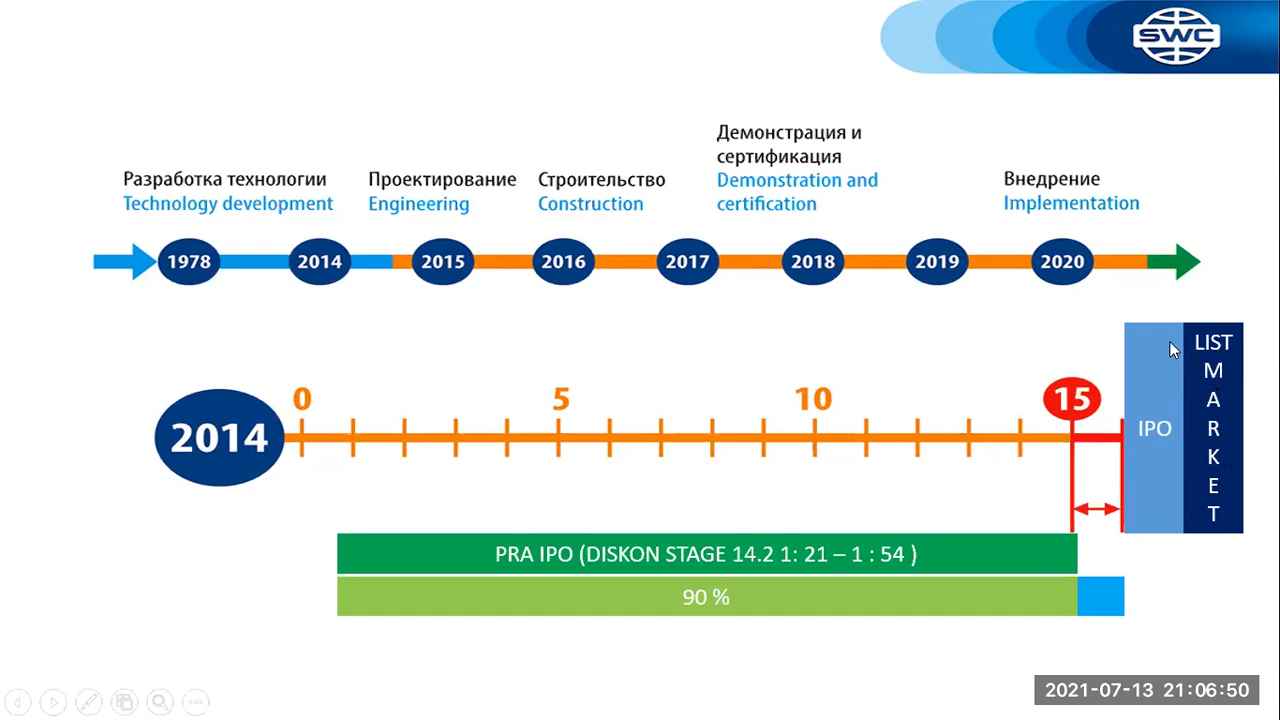 SWC
Демонстрация и
сертификация
Demonstration and
certification
Разработка технологии
Technology development
Проектирование
Engineering
Строительство
Construction
Внедрение
Implementation
1978 2014 2015 2016 2017 2018 2019 2020
2014
0 5 10 15
IPO
LIST
M
A
R
K
E
T
PRA IPO (DISKON STAGE 14.2 1: 21 – 1 : 54 )
90 %
2021-07-13 21:06:50